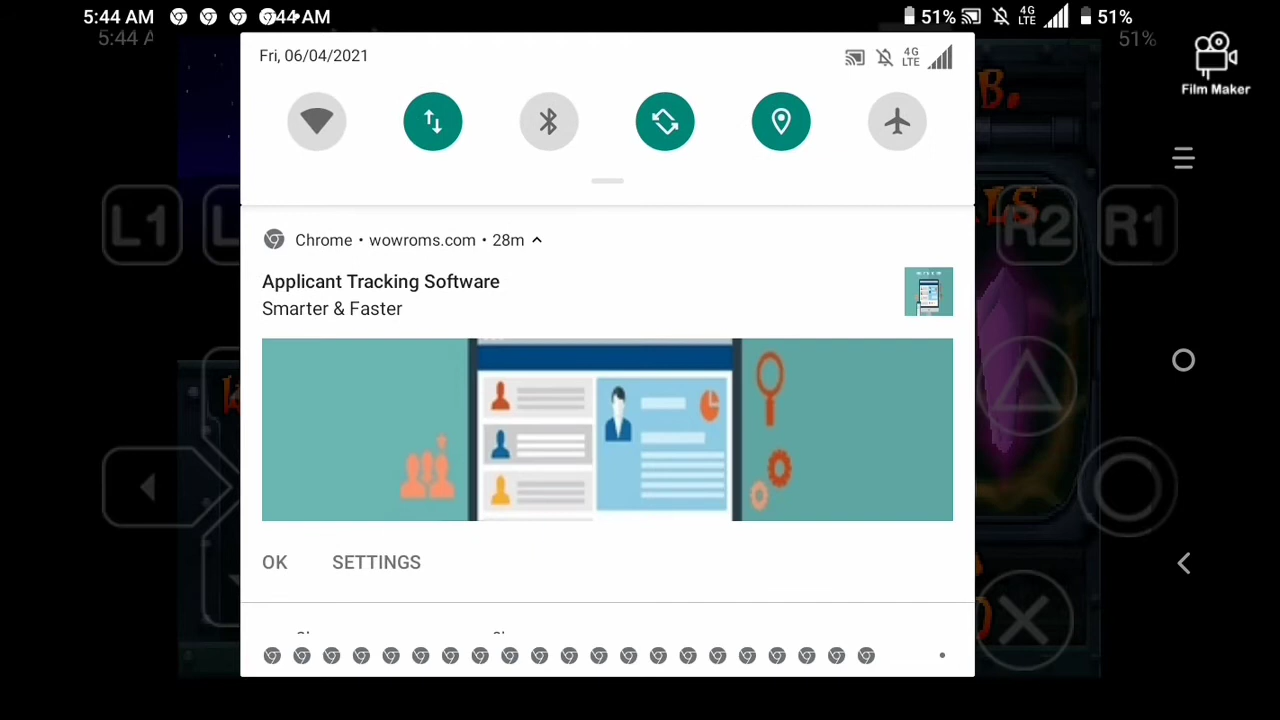 5:44 AM 44 AM 51% 4G LTE 51%
5:44 A 51%
Film Maker
Fri, 06/04/2021 4G LTE
B.
L1 L R2 R1
LS
Chrome • wowroms.com • 28m
Applicant Tracking Software
Smarter & Faster
OK SETTINGS